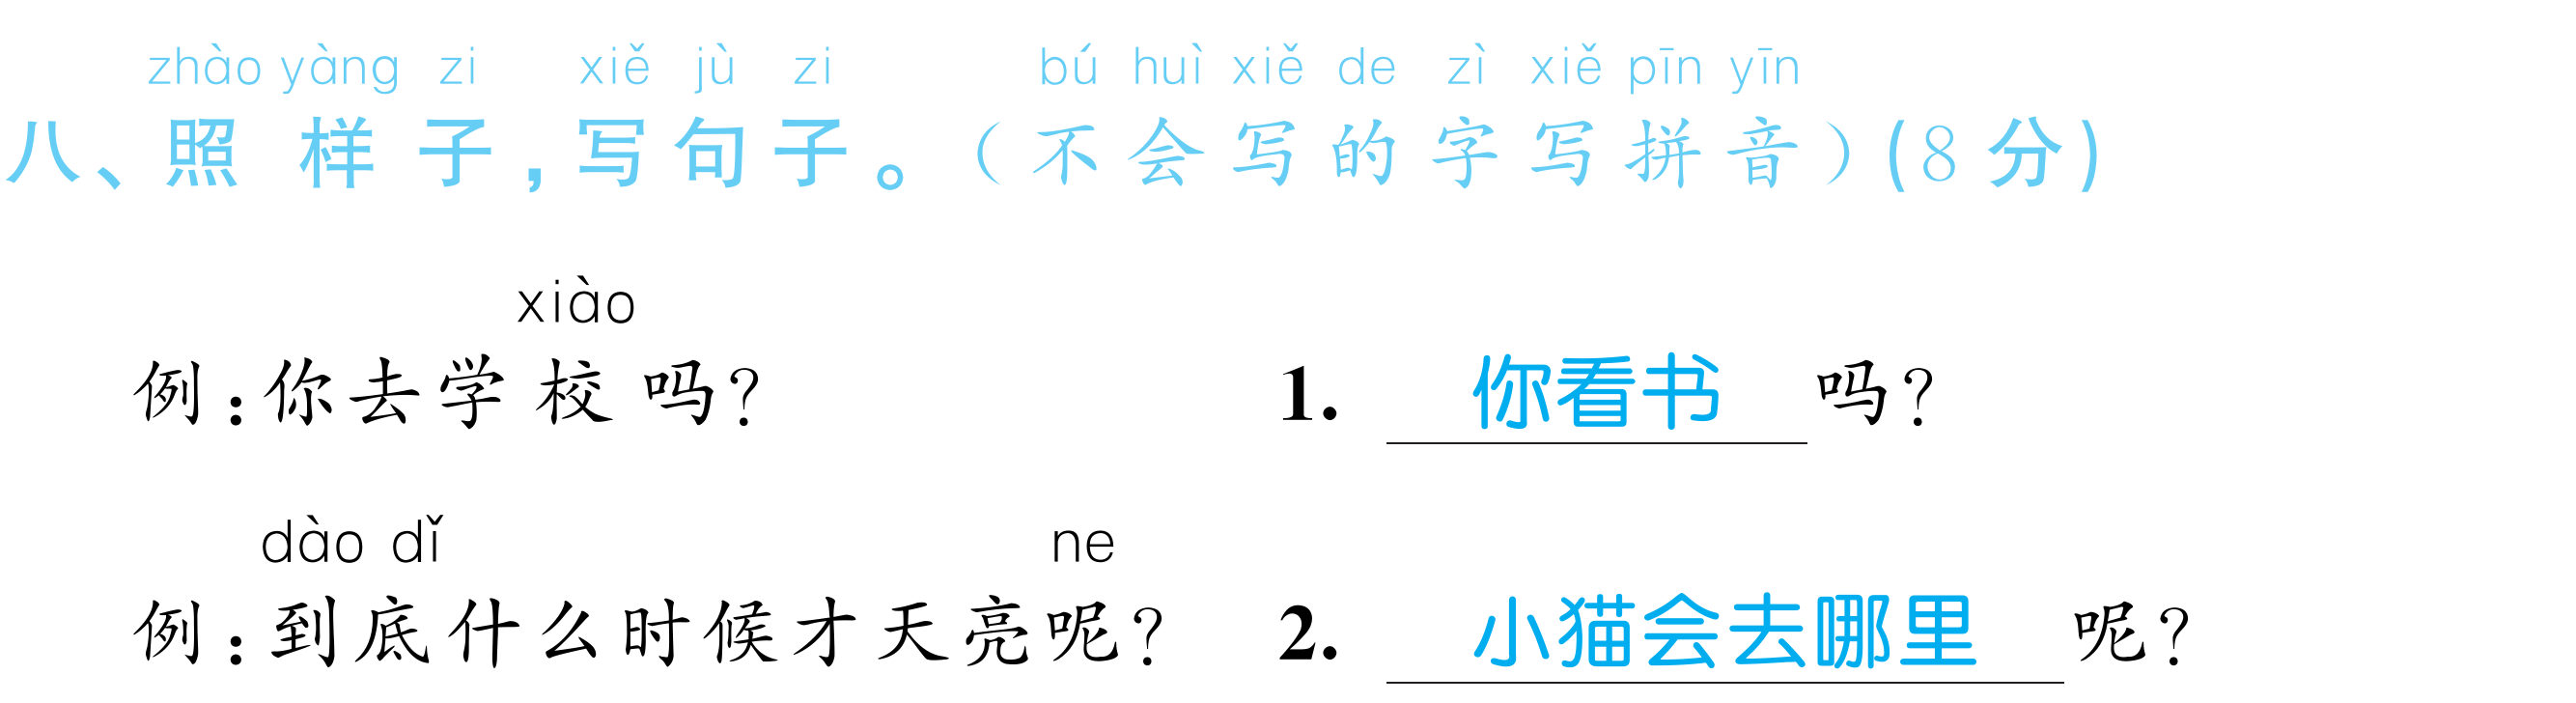 zhào yàng zi xiě jù zi bú huì xiě de zì xiě pīn yīn
八、照样子,写句子。(不会写的字写拼音)(8分)
xiào
例:你去学校吗? 1. 你看书吗?
dào dǐ ne
例:到底什么时候才天亮呢? 2. 小猫会去哪里呢?